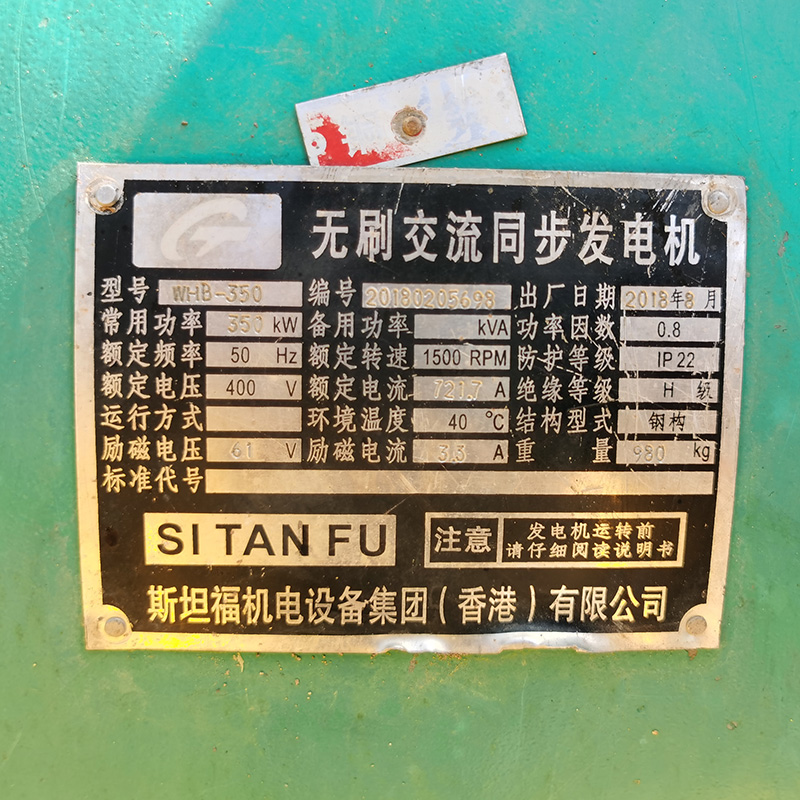 无刷交流同步发电机
型号 WHB-350 编号 20180205698 出厂日期 2018年8月
常用功率 350 kW 备用功率 kVA 功率因数 0.8
额定频率 50 Hz 额定转速 1500 RPM 防护等级 IP 22
额定电压 400 V 额定电流 721.7 A 绝缘等级 H 级
运行方式 环境温度 40 ℃ 结构型式 钢构
励磁电压 61 V 励磁电流 3.3 A 重量 980 kg
标准代号
SI TAN FU 注意 发电机运转前
请仔细阅读说明书
斯坦福机电设备集团(香港)有限公司